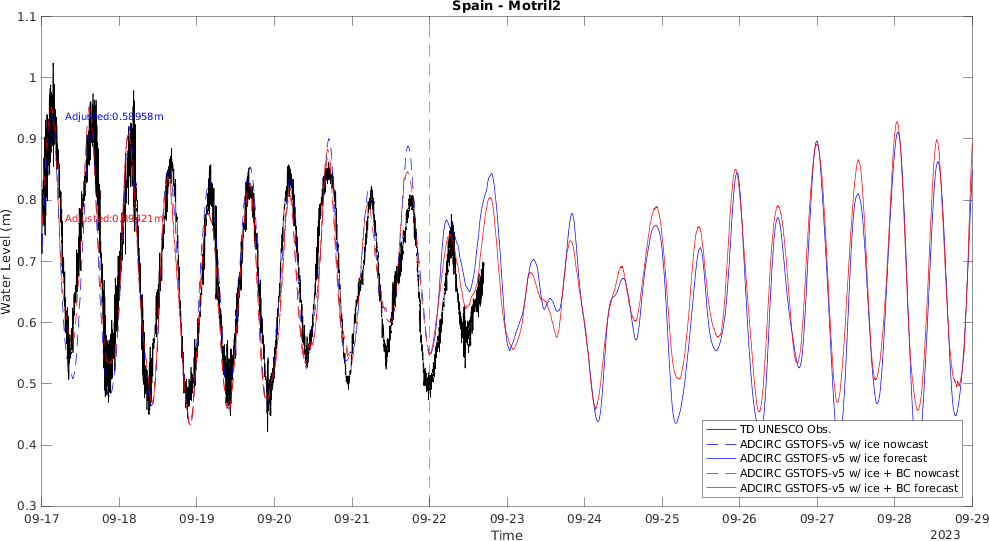 Spain - Motril2
1.1
1
0.9
0.8
0.7
0.6
0.5
0.4
0.3
Water Level (m)
Adjusted:0.58958m
TD UNESCO Obs.
ADCIRC GSTOFS-v5 w/ ice nowcast
ADCIRC GSTOFS-v5 w/ ice forecast
ADCIRC GSTOFS-v5 w/ ice + BC nowcast
ADCIRC GSTOFS-v5 w/ ice + BC forecast
09-17 09-18 09-19 09-20 09-21 09-22 09-23 09-24 09-25 09-26 09-27 09-28 09-29
Time
2023